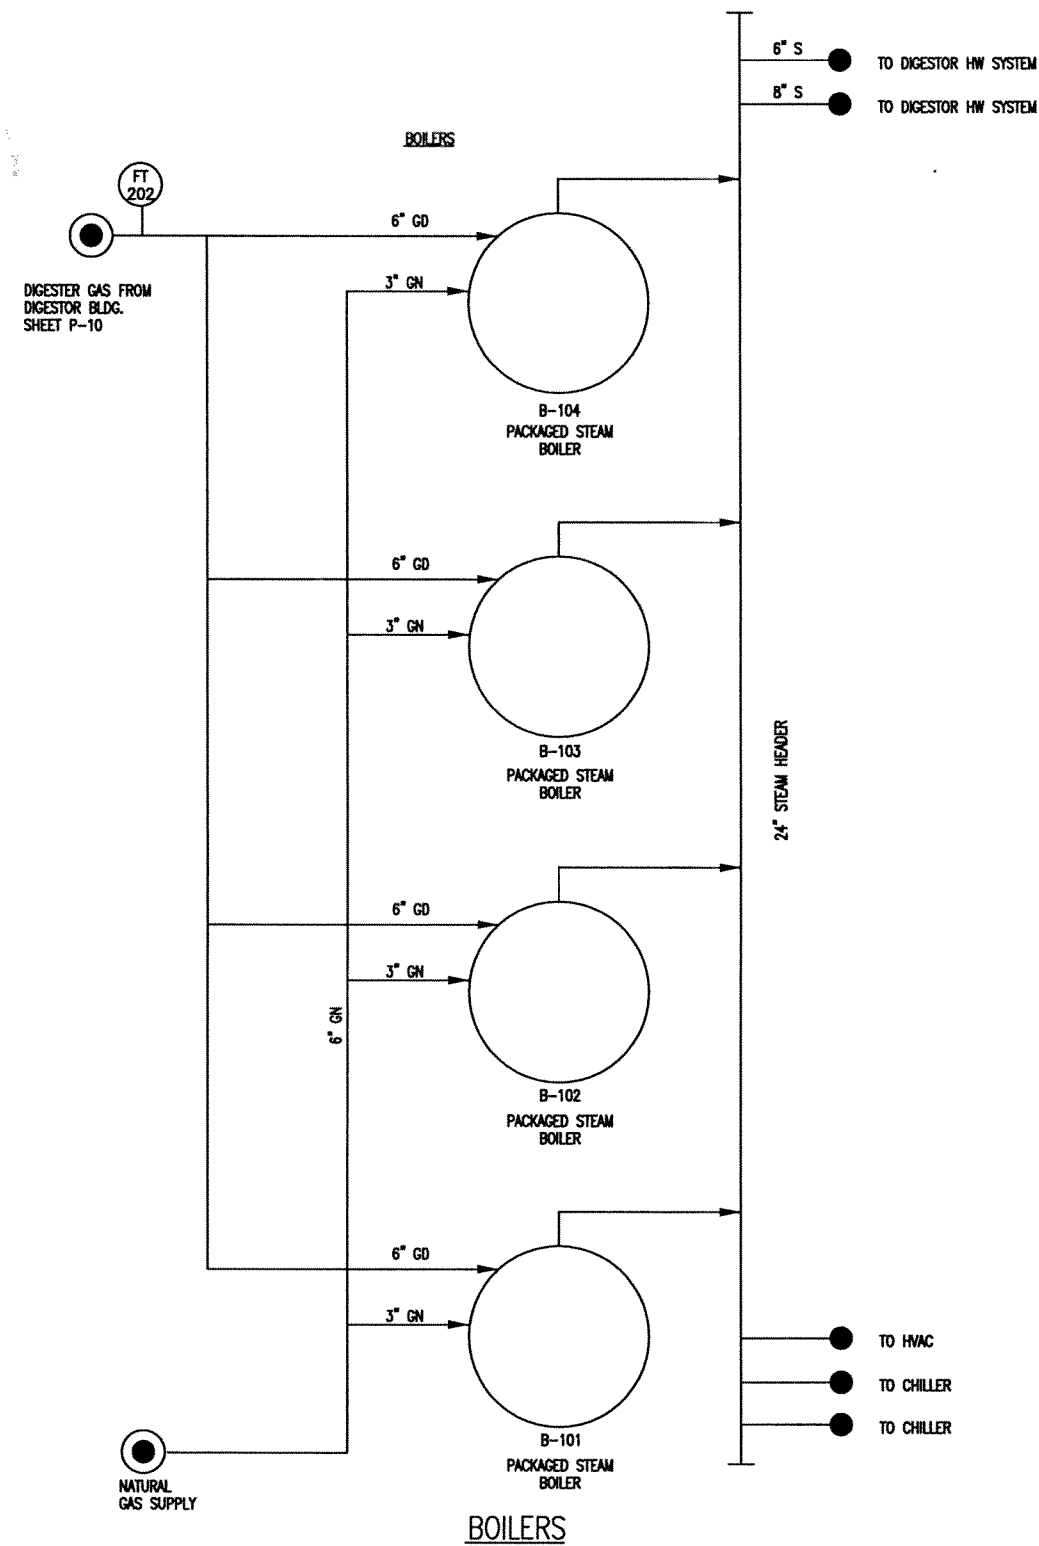 6" S
TO DIGESTOR HW SYSTEM
8" S
TO DIGESTOR HW SYSTEM
BOILERS
FT
202
6" GD
DIGESTER GAS FROM
DIGESTOR BLDG.
SHEET P-10
3" GN
B-104
PACKAGED STEAM
BOILER
6" GD
3" GN
B-103
PACKAGED STEAM
BOILER
24" STEAM HEADER
6" GD
3" GN
6" GN
B-102
PACKAGED STEAM
BOILER
6" GD
3" GN
TO HVAC
TO CHILLER
TO CHILLER
B-101
PACKAGED STEAM
BOILER
NATURAL
GAS SUPPLY
BOILERS